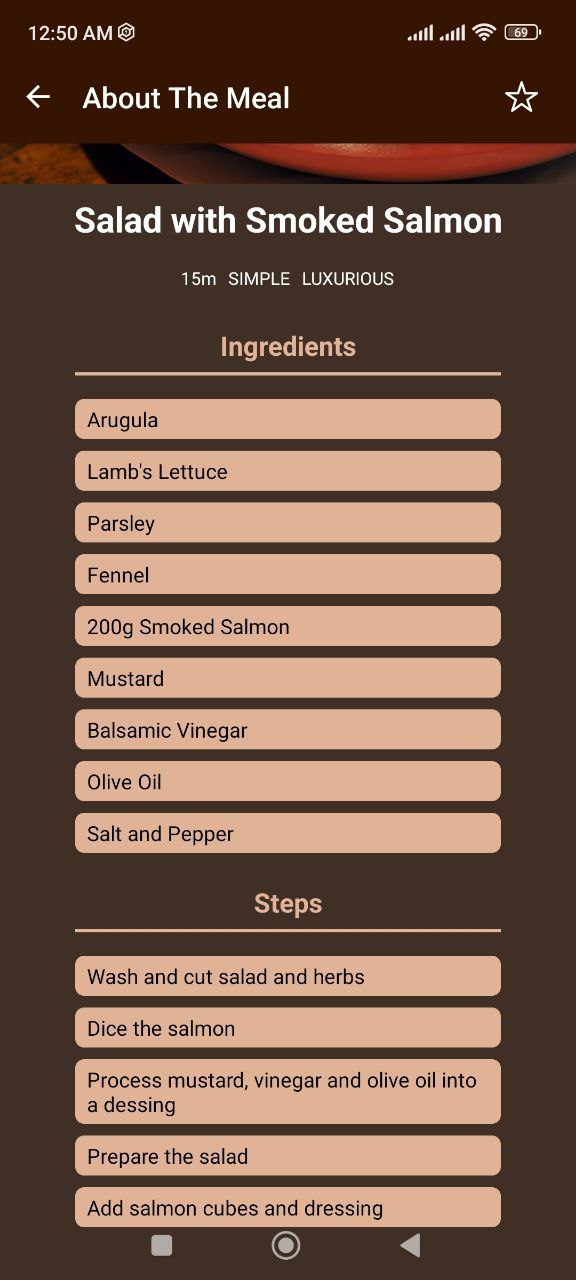 12:50 AM
69
About The Meal
Salad with Smoked Salmon
15m SIMPLE LUXURIOUS
Ingredients
Arugula
Lamb's Lettuce
Parsley
Fennel
200g Smoked Salmon
Mustard
Balsamic Vinegar
Olive Oil
Salt and Pepper
Steps
Wash and cut salad and herbs
Dice the salmon
Process mustard, vinegar and olive oil into
a dessing
Prepare the salad
Add salmon cubes and dressing